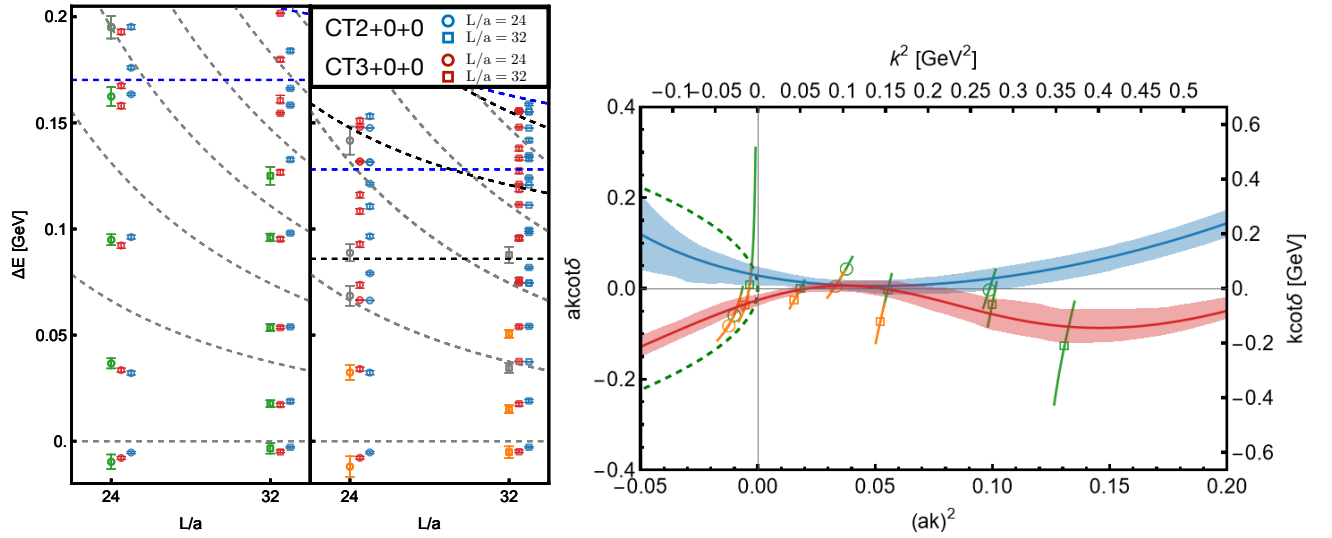 CT2+0+0
CT3+0+0
L/a = 24
L/a = 32
L/a = 24
L/a = 32
ΔE [GeV]
0.2
0.15
0.1
0.05
0.
24
32
24
32
L/a
L/a
k² [GeV²]
-0.1 -0.05 0. 0.05 0.1 0.15 0.2 0.25 0.3 0.35 0.4 0.45 0.5
akcotδ
0.4
0.2
0.0
-0.2
-0.4
0.6
0.4
0.2
0
-0.2
-0.4
-0.6
kcotδ [GeV]
-0.05 0.00 0.05 0.10 0.15 0.20
(ak)²